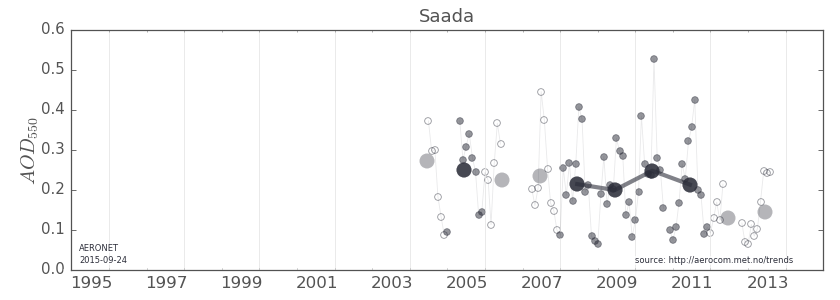 Saada
0.6
0.5
0.4
0.3
0.2
0.1
0.0
AOD550
AERONET
2015-09-24
source: http://aerocom.met.no/trends
1995 1997 1999 2001 2003 2005 2007 2009 2011 2013